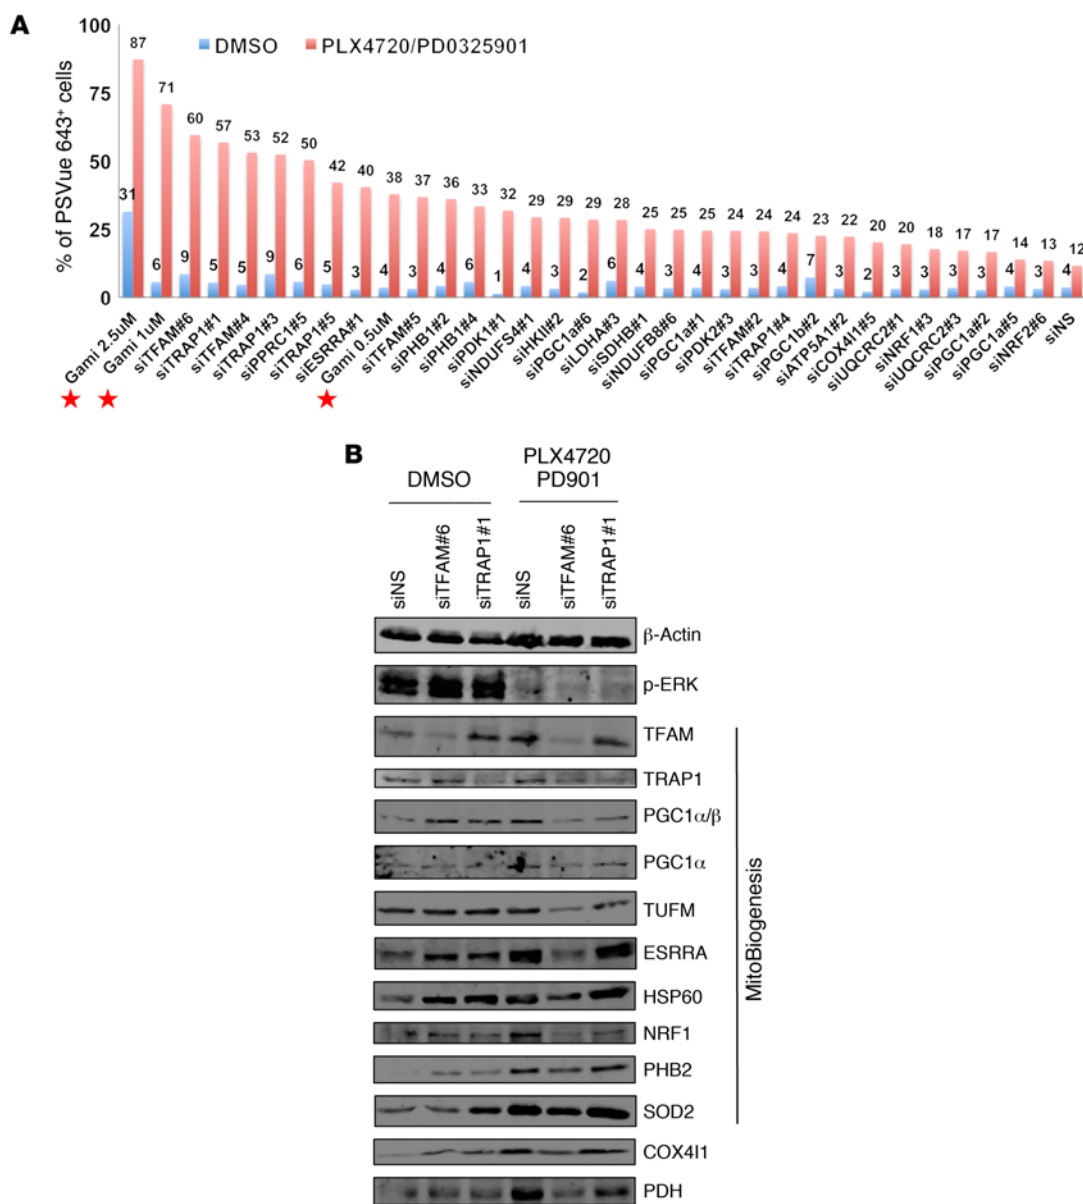 A
100
75
50
25
0
% of PSVue 643⁺ cells
DMSO
PLX4720/PD0325901
87 71 60 57 53 52 50 42 40 38 37 36 33 32 29 29 29 28 25 25 25 24 24 24 23 22 20 20 18 17 17 14 13 12
31 6 9 5 5 9 6 5 3 4 3 4 6 1 4 3 2 6 4 3 4 3 3 4 7 3 2 3 3 3 3 4 3 4
Gami 2.5uM
Gami 1uM
siTFAM#6
siTRAP1#1
siTFAM#4
siTRAP1#3
siPPRC1#5
siTRAP1#5
siESRRA#1
Gami 0.5uM
siTFAM#5
siPHB1#2
siPHB1#4
siPDK1#1
siNDUFS4#1
siHKII#2
siPGC1a#6
siLDHA#3
siSDHB#1
siNDUFB8#6
siPGC1a#1
siPDK2#3
siTFAM#2
siTRAP1#4
siPGC1b#2
siATP5A1#2
siCOX4I1#5
siUQCRC2#1
siNRF1#3
siUQCRC2#3
siPGC1a#2
siPGC1a#5
siNRF2#6
siNS
B
DMSO
PLX4720
PD901
siNS
siTFAM#6
siTRAP1#1
siNS
siTFAM#6
siTRAP1#1
β-Actin
p-ERK
TFAM
TRAP1
PGC1α/β
PGC1α
TUFM
ESRRA
HSP60
NRF1
PHB2
SOD2
COX4I1
PDH
MitoBiogenesis